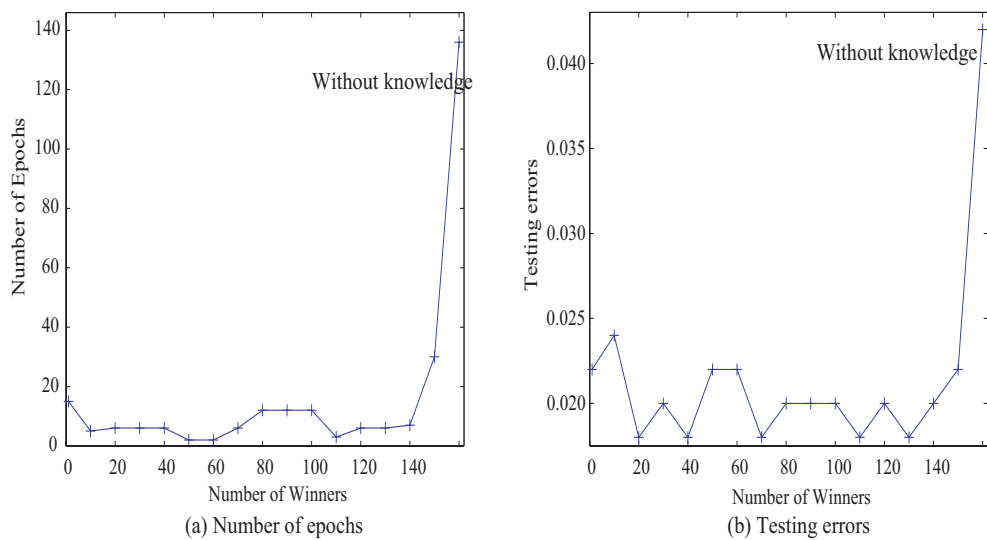 140
120
100
80
60
40
20
0
Number of Epochs
Without knowledge
0 20 40 60 80 100 120 140
Number of Winners
(a) Number of epochs
0.040
0.035
0.030
0.025
0.020
Testing errors
Without knowledge
0 20 40 60 80 100 120 140
Number of Winners
(b) Testing errors